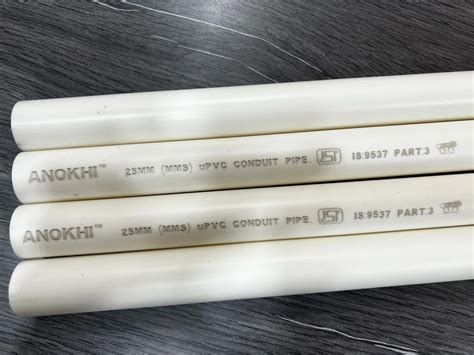 ANOKHI™ 25MM (MMS) uPVC CONDUIT PIPE. ISI IS:9537 PART.3
ANOKHI™ 25MM (MMS) uPVC CONDUIT PIPE. ISI IS:9537 PART.3